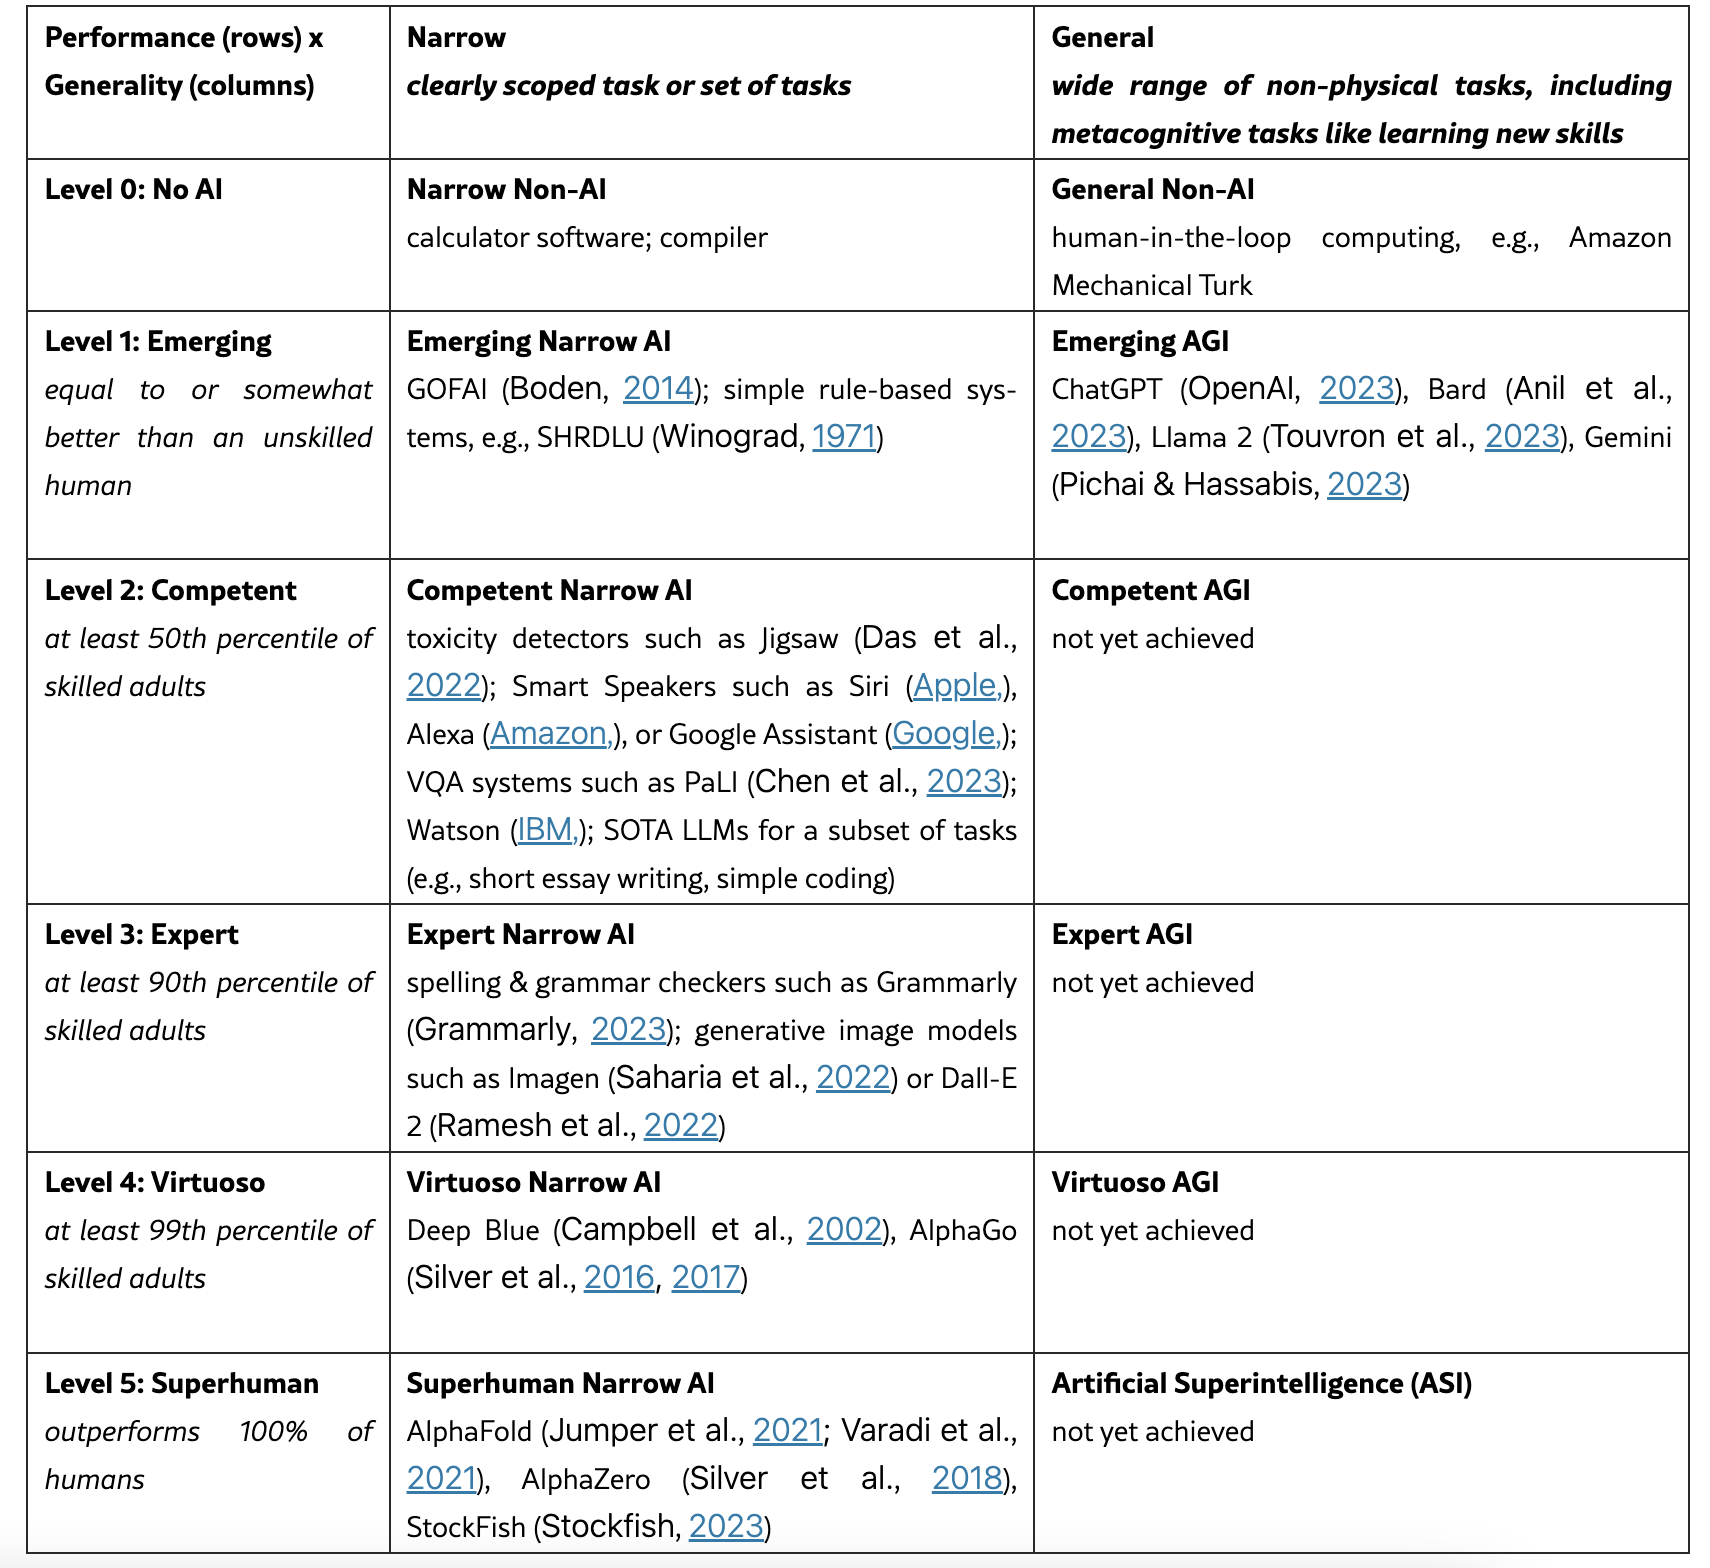 Performance (rows) x
Generality (columns)
Narrow
clearly scoped task or set of tasks
General
wide range of non-physical tasks, including
metacognitive tasks like learning new skills
Level 0: No AI
Narrow Non-AI
calculator software; compiler
General Non-AI
human-in-the-loop computing, e.g., Amazon
Mechanical Turk
Level 1: Emerging
equal to or somewhat
better than an unskilled
human
Emerging Narrow AI
GOFAI (Boden, 2014); simple rule-based sys-
tems, e.g., SHRDLU (Winograd, 1971)
Emerging AGI
ChatGPT (OpenAI, 2023), Bard (Anil et al.,
2023), Llama 2 (Touvron et al., 2023), Gemini
(Pichai & Hassabis, 2023)
Level 2: Competent
at least 50th percentile of
skilled adults
Competent Narrow AI
toxicity detectors such as Jigsaw (Das et al.,
2022); Smart Speakers such as Siri (Apple,),
Alexa (Amazon,), or Google Assistant (Google,);
VQA systems such as PaLI (Chen et al., 2023);
Watson (IBM,); SOTA LLMs for a subset of tasks
(e.g., short essay writing, simple coding)
Competent AGI
not yet achieved
Level 3: Expert
at least 90th percentile of
skilled adults
Expert Narrow AI
spelling & grammar checkers such as Grammarly
(Grammarly, 2023); generative image models
such as Imagen (Saharia et al., 2022) or Dall-E
2 (Ramesh et al., 2022)
Expert AGI
not yet achieved
Level 4: Virtuoso
at least 99th percentile of
skilled adults
Virtuoso Narrow AI
Deep Blue (Campbell et al., 2002), AlphaGo
(Silver et al., 2016, 2017)
Virtuoso AGI
not yet achieved
Level 5: Superhuman
outperforms 100% of
humans
Superhuman Narrow AI
AlphaFold (Jumper et al., 2021; Varadi et al.,
2021), AlphaZero (Silver et al., 2018),
StockFish (Stockfish, 2023)
Artificial Superintelligence (ASI)
not yet achieved